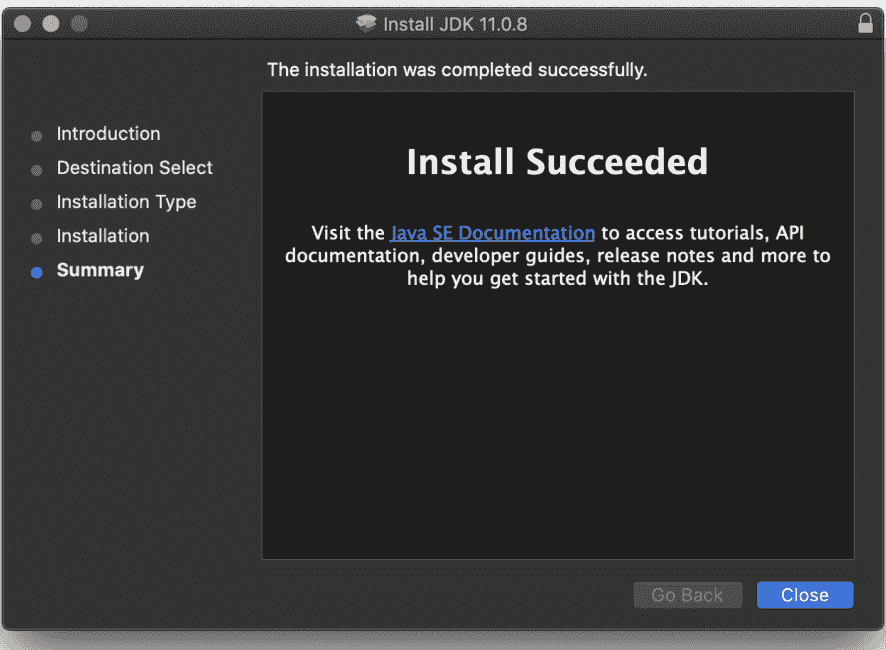 Install JDK 11.0.8
The installation was completed successfully.
Introduction
Destination Select
Installation Type
Installation
Summary
Install Succeeded
Visit the Java SE Documentation to access tutorials, API
documentation, developer guides, release notes and more to
help you get started with the JDK.
Go Back
Close